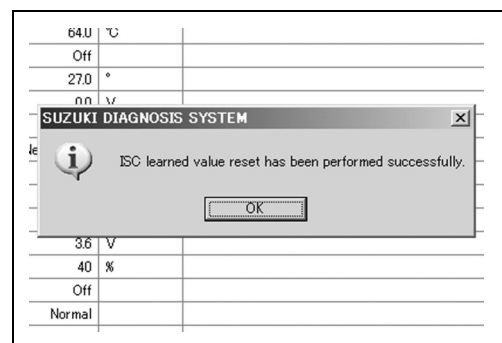 64.0 ℃
Off
27.0 °
0.0 V
SUZUKI DIAGNOSIS SYSTEM
ISC learned value reset has been performed successfully.
OK
3.6 V
40 %
Off
Normal